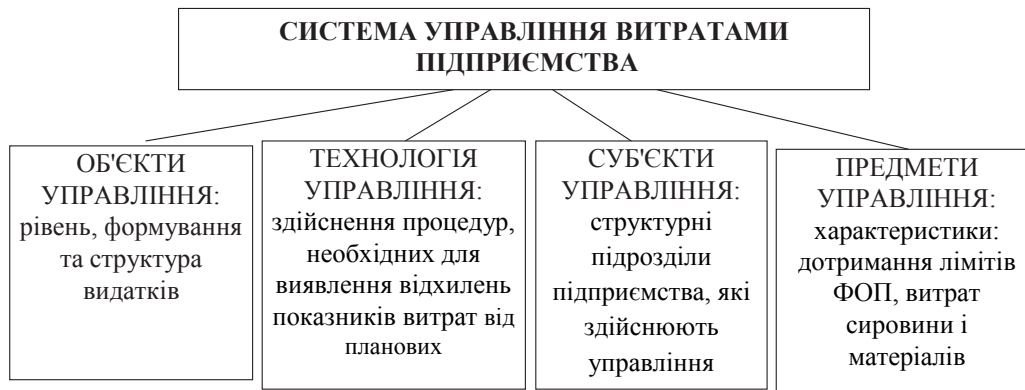 СИСТЕМА УПРАВЛІННЯ ВИТРАТАМИ
ПІДПРИЄМСТВА
ОБ'ЄКТИ
УПРАВЛІННЯ:
рівень, формування
та структура
видатків
ТЕХНОЛОГІЯ
УПРАВЛІННЯ:
здійснення процедур,
необхідних для
виявлення відхилень
показників витрат від
планових
СУБ'ЄКТИ
УПРАВЛІННЯ:
структурні
підрозділи
підприємства, які
здійснюють
управління
ПРЕДМЕТИ
УПРАВЛІННЯ:
характеристики:
дотримання лімітів
ФОП, витрат
сировини і
матеріалів